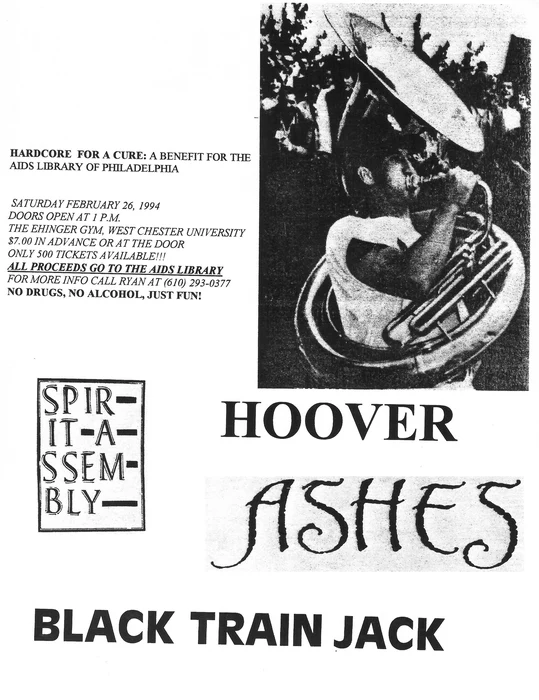 HARDCORE FOR A CURE: A BENEFIT FOR THE
AIDS LIBRARY OF PHILADELPHIA
SATURDAY FEBRUARY 26, 1994
DOORS OPEN AT 1 P.M.
THE EHINGER GYM, WEST CHESTER UNIVERSITY
$7.00 IN ADVANCE OR AT THE DOOR
ONLY 500 TICKETS AVAILABLE!!!
ALL PROCEEDS GO TO THE AIDS LIBRARY
FOR MORE INFO CALL RYAN AT (610) 293-0377
NO DRUGS, NO ALCOHOL, JUST FUN!
SPIR—
IT-A-
SSEM-
BLY—
HOOVER
ASHES
BLACK TRAIN JACK